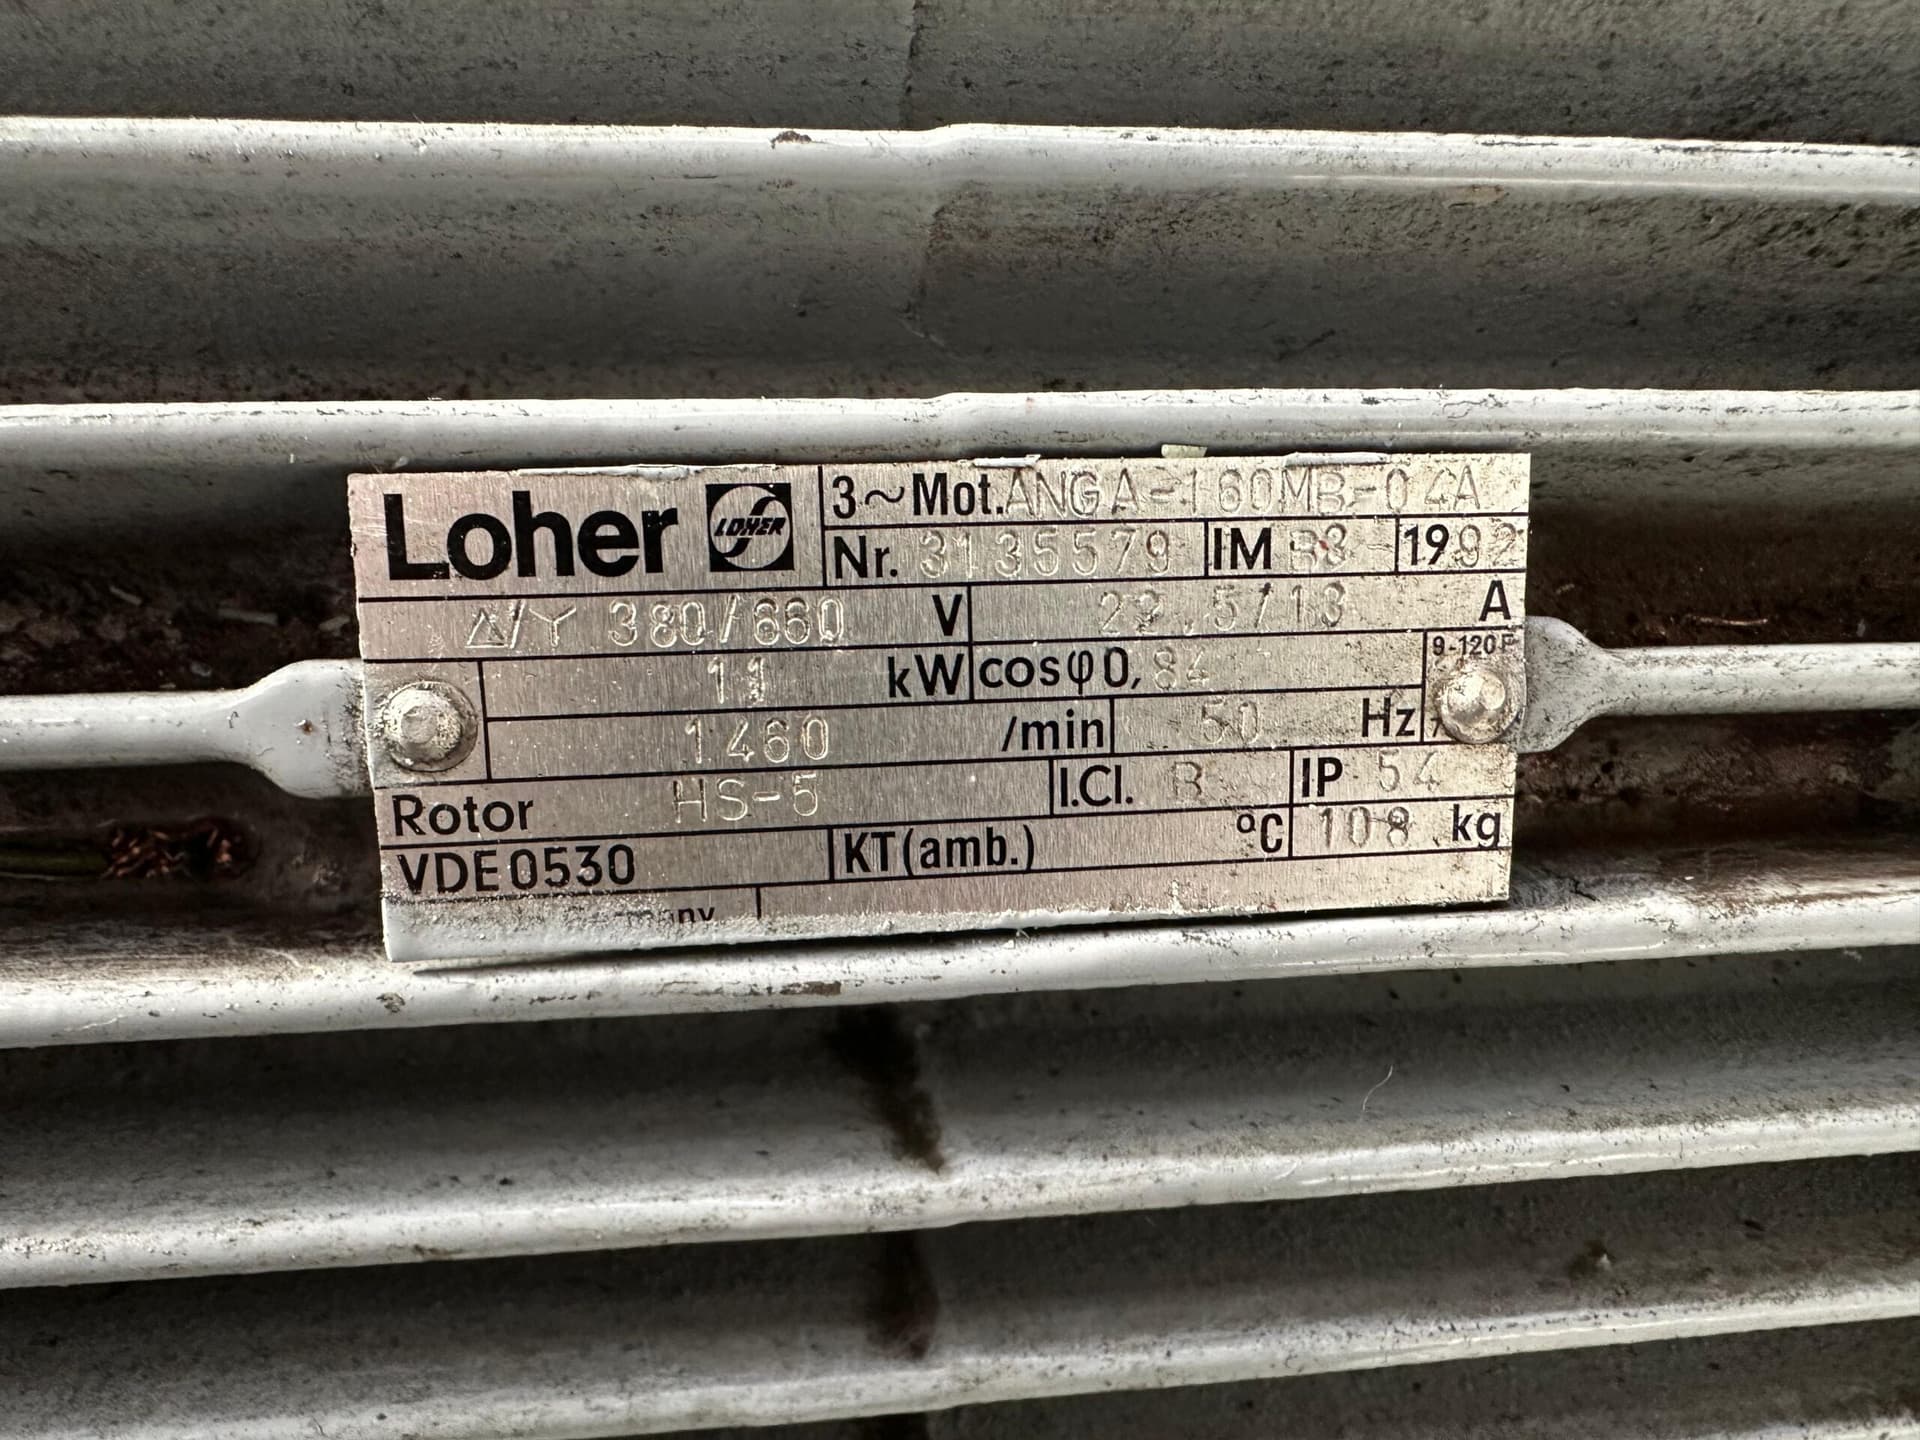 Loher LOHER 3~Mot. ANGA-160MB-04A
Nr. 3135579 IM B3 1992
Δ/Y 380/660 V 22,5/13 A
11 kW cosφ 0,84 9-120F
1460 /min 50 Hz
Rotor HS-5 I.Cl. B IP 54
VDE 0530 KT (amb.) °C 108 kg